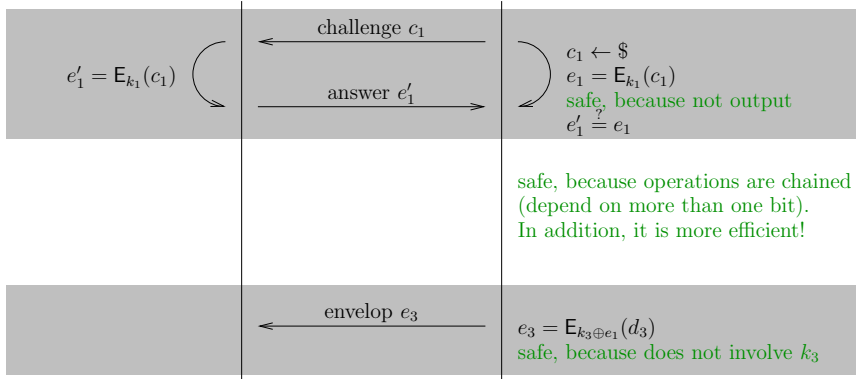 challenge c₁
c₁ ← $
e′₁ = E_{k₁}(c₁)
e₁ = E_{k₁}(c₁)
answer e′₁
safe, because not output
e′₁ ≟ e₁
safe, because operations are chained
(depend on more than one bit).
In addition, it is more efficient!
envelop e₃
e₃ = E_{k₃⊕e₁}(d₃)
safe, because does not involve k₃